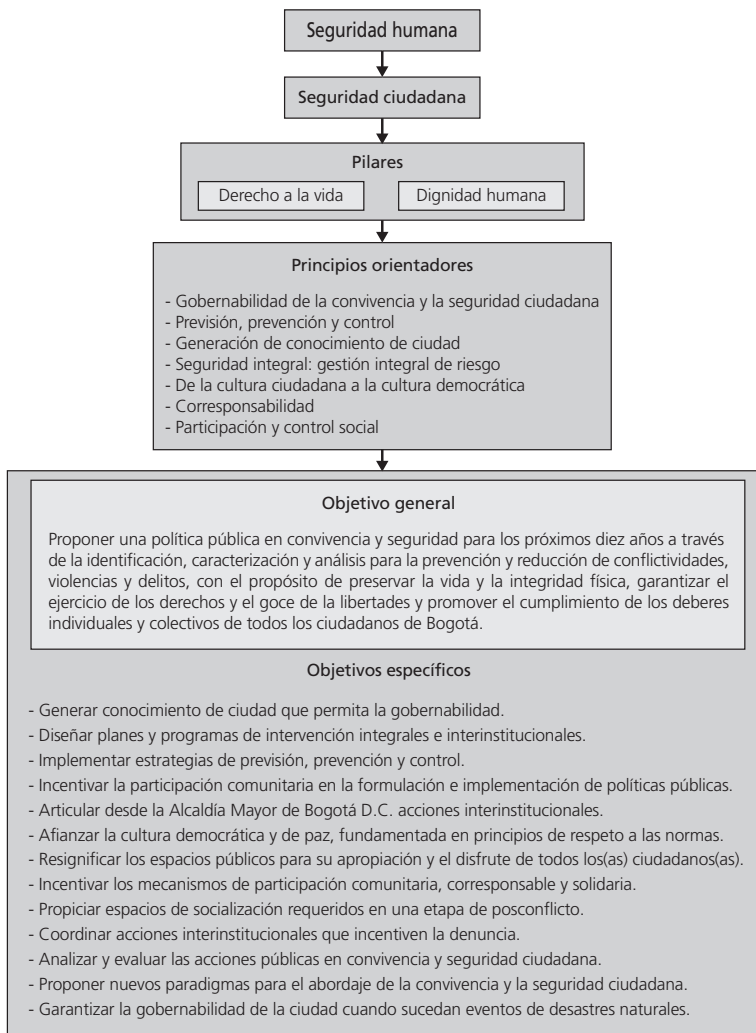 Seguridad humana
Seguridad ciudadana
Pilares
Derecho a la vida
Dignidad humana
Principios orientadores
- Gobernabilidad de la convivencia y la seguridad ciudadana
- Previsión, prevención y control
- Generación de conocimiento de ciudad
- Seguridad integral: gestión integral de riesgo
- De la cultura ciudadana a la cultura democrática
- Corresponsabilidad
- Participación y control social
Objetivo general
Proponer una política pública en convivencia y seguridad para los próximos diez años a través
de la identificación, caracterización y análisis para la prevención y reducción de conflictividades,
violencias y delitos, con el propósito de preservar la vida y la integridad física, garantizar el
ejercicio de los derechos y el goce de la libertades y promover el cumplimiento de los deberes
individuales y colectivos de todos los ciudadanos de Bogotá.
Objetivos específicos
- Generar conocimiento de ciudad que permita la gobernabilidad.
- Diseñar planes y programas de intervención integrales e interinstitucionales.
- Implementar estrategias de previsión, prevención y control.
- Incentivar la participación comunitaria en la formulación e implementación de políticas públicas.
- Articular desde la Alcaldía Mayor de Bogotá D.C. acciones interinstitucionales.
- Afianzar la cultura democrática y de paz, fundamentada en principios de respeto a las normas.
- Resignificar los espacios públicos para su apropiación y el disfrute de todos los(as) ciudadanos(as).
- Incentivar los mecanismos de participación comunitaria, corresponsable y solidaria.
- Propiciar espacios de socialización requeridos en una etapa de posconflicto.
- Coordinar acciones interinstitucionales que incentiven la denuncia.
- Analizar y evaluar las acciones públicas en convivencia y seguridad ciudadana.
- Proponer nuevos paradigmas para el abordaje de la convivencia y la seguridad ciudadana.
- Garantizar la gobernabilidad de la ciudad cuando sucedan eventos de desastres naturales.